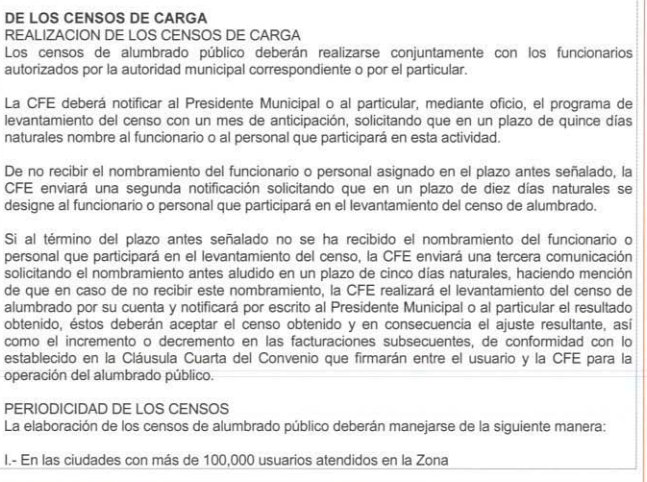 DE LOS CENSOS DE CARGA
REALIZACION DE LOS CENSOS DE CARGA
Los censos de alumbrado público deberán realizarse conjuntamente con los funcionarios
autorizados por la autoridad municipal correspondiente o por el particular.
La CFE deberá notificar al Presidente Municipal o al particular, mediante oficio, el programa de
levantamiento del censo con un mes de anticipación, solicitando que en un plazo de quince días
naturales nombre al funcionario o al personal que participará en esta actividad.
De no recibir el nombramiento del funcionario o personal asignado en el plazo antes señalado, la
CFE enviará una segunda notificación solicitando que en un plazo de diez días naturales se
designe al funcionario o personal que participará en el levantamiento del censo de alumbrado.
Si al término del plazo antes señalado no se ha recibido el nombramiento del funcionario o
personal que participará en el levantamiento del censo, la CFE enviará una tercera comunicación
solicitando el nombramiento antes aludido en un plazo de cinco días naturales, haciendo mención
de que en caso de no recibir este nombramiento, la CFE realizará el levantamiento del censo de
alumbrado por su cuenta y notificará por escrito al Presidente Municipal o al particular el resultado
obtenido, éstos deberán aceptar el censo obtenido y en consecuencia el ajuste resultante, así
como el incremento o decremento en las facturaciones subsecuentes, de conformidad con lo
establecido en la Cláusula Cuarta del Convenio que firmarán entre el usuario y la CFE para la
operación del alumbrado público.
PERIODICIDAD DE LOS CENSOS
La elaboración de los censos de alumbrado público deberán manejarse de la siguiente manera:
I.- En las ciudades con más de 100,000 usuarios atendidos en la Zona